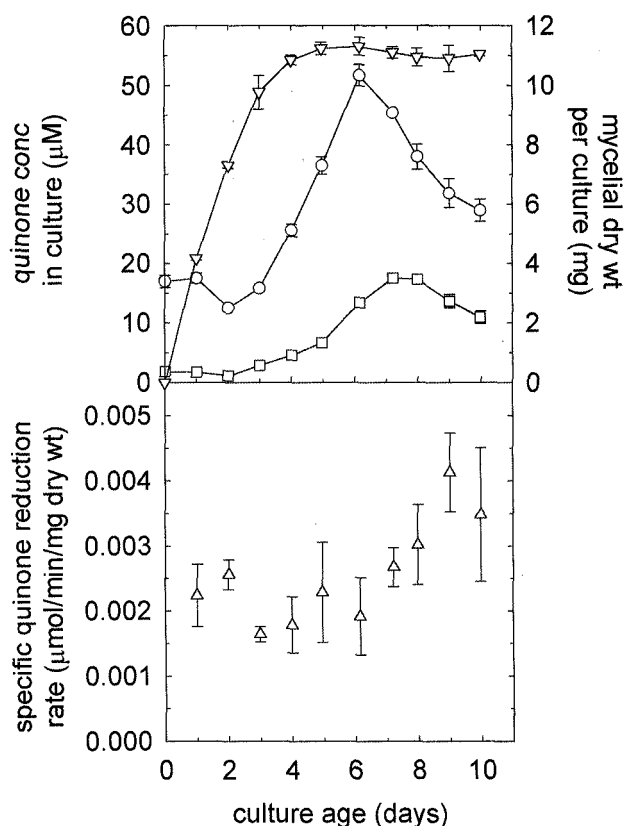 60
50
40
30
20
10
0
quinone conc
in culture (µM)
12
10
8
6
4
2
0
mycelial dry wt
per culture (mg)
0.005
0.004
0.003
0.002
0.001
0.000
specific quinone reduction
rate (µmol/min/mg dry wt)
0 2 4 6 8 10
culture age (days)